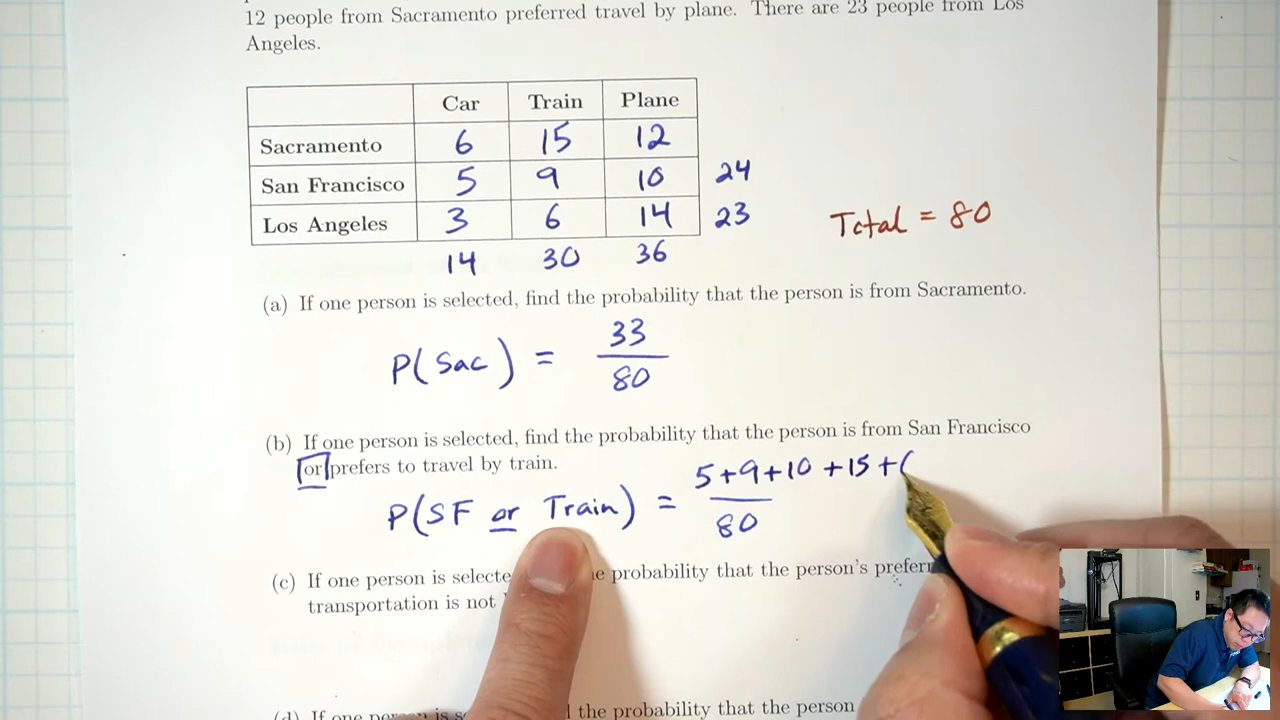 12 people from Sacramento preferred travel by plane. There are 23 people from Los
Angeles.
Car Train Plane
Sacramento 6 15 12
San Francisco 5 9 10 24
Los Angeles 3 6 14 23
Total = 80
14 30 36
(a) If one person is selected, find the probability that the person is from Sacramento.
P(Sac) = 33/80
(b) If one person is selected, find the probability that the person is from San Francisco
or prefers to travel by train.
5+9+10+15+
P(SF or Train) =
80
(c) If one person is the probability that the person's
transportation is not
(d) If one the probability that the person